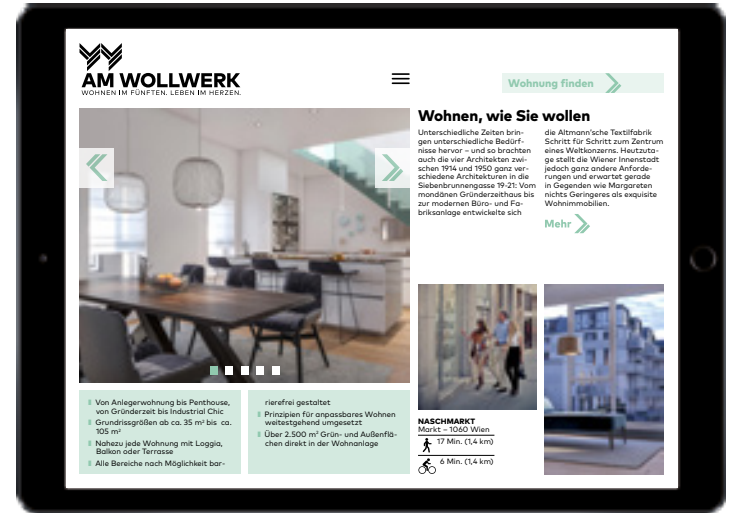 AM WOLLWERK
WOHNEN IM FÜNFTEN. LEBEN IM HERZEN.
Wohnung finden
Wohnen, wie Sie wollen
Unterschiedliche Zeiten brin-
gen unterschiedliche Bedürf-
nisse hervor – und so brachten
auch die vier Architekten zwi-
schen 1914 und 1950 ganz ver-
schiedene Architekturen in die
Siebenbrunnengasse 19-21: Vom
mondänen Gründerzeithaus bis
zur modernen Büro- und Fa-
briksanlage entwickelte sich
die Altmann'sche Textilfabrik
Schritt für Schritt zum Zentrum
eines Weltkonzerns. Heutzuta-
ge stellt die Wiener Innenstadt
jedoch ganz andere Anforde-
rungen und erwartet gerade
in Gegenden wie Margareten
nichts Geringeres als exquisite
Wohnimmobilien.
Mehr
Von Anlegerwohnung bis Penthouse,
von Gründerzeit bis Industrial Chic
Grundrissgrößen ab ca. 35 m² bis ca.
105 m²
Nahezu jede Wohnung mit Loggia,
Balkon oder Terrasse
Alle Bereiche nach Möglichkeit bar-
rierefrei gestaltet
Prinzipien für anpassbares Wohnen
weitestgehend umgesetzt
Über 2.500 m² Grün- und Außenflä-
chen direkt in der Wohnanlage
NASCHMARKT
Markt – 1060 Wien
17 Min. (1,4 km)
6 Min. (1,4 km)